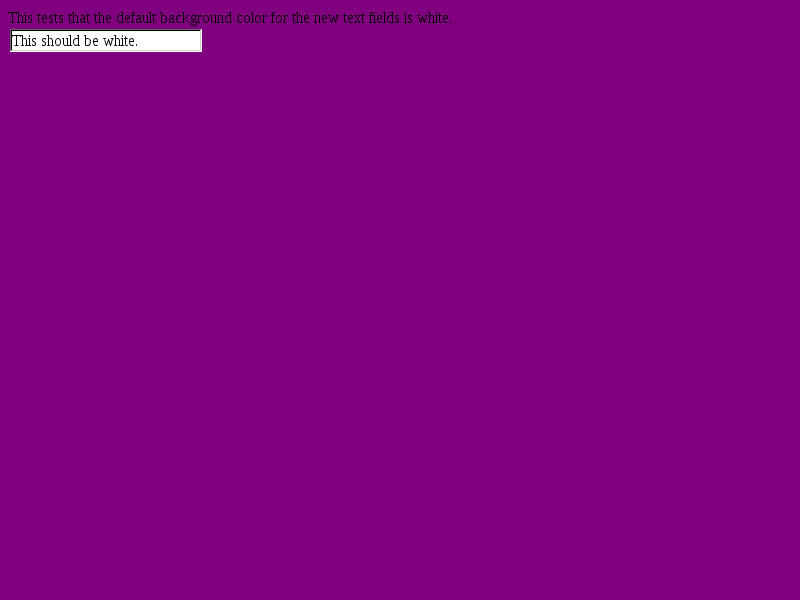 This tests that the default background color for the new text fields is white.
This should be white.